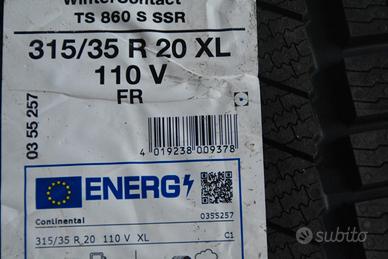 WinterContact
TS 860 S SSR
315/35 R 20 XL
110 V
FR
03 55 257
4 019238 009378
ENERG
Continental 0355257
315/35 R 20 110 V XL C1
subito